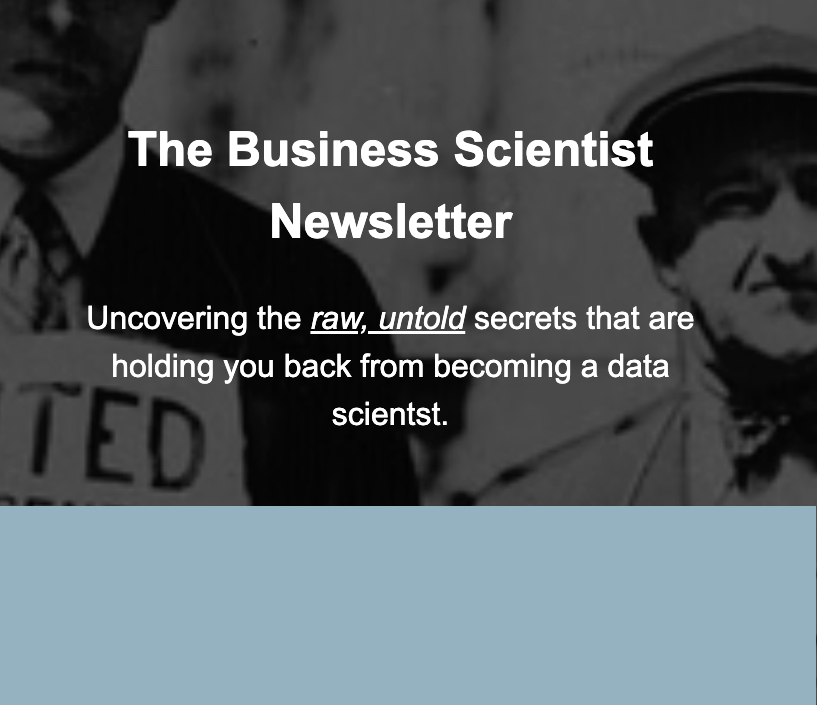 The Business Scientist
Newsletter
Uncovering the raw, untold secrets that are
holding you back from becoming a data
scientst.
TED